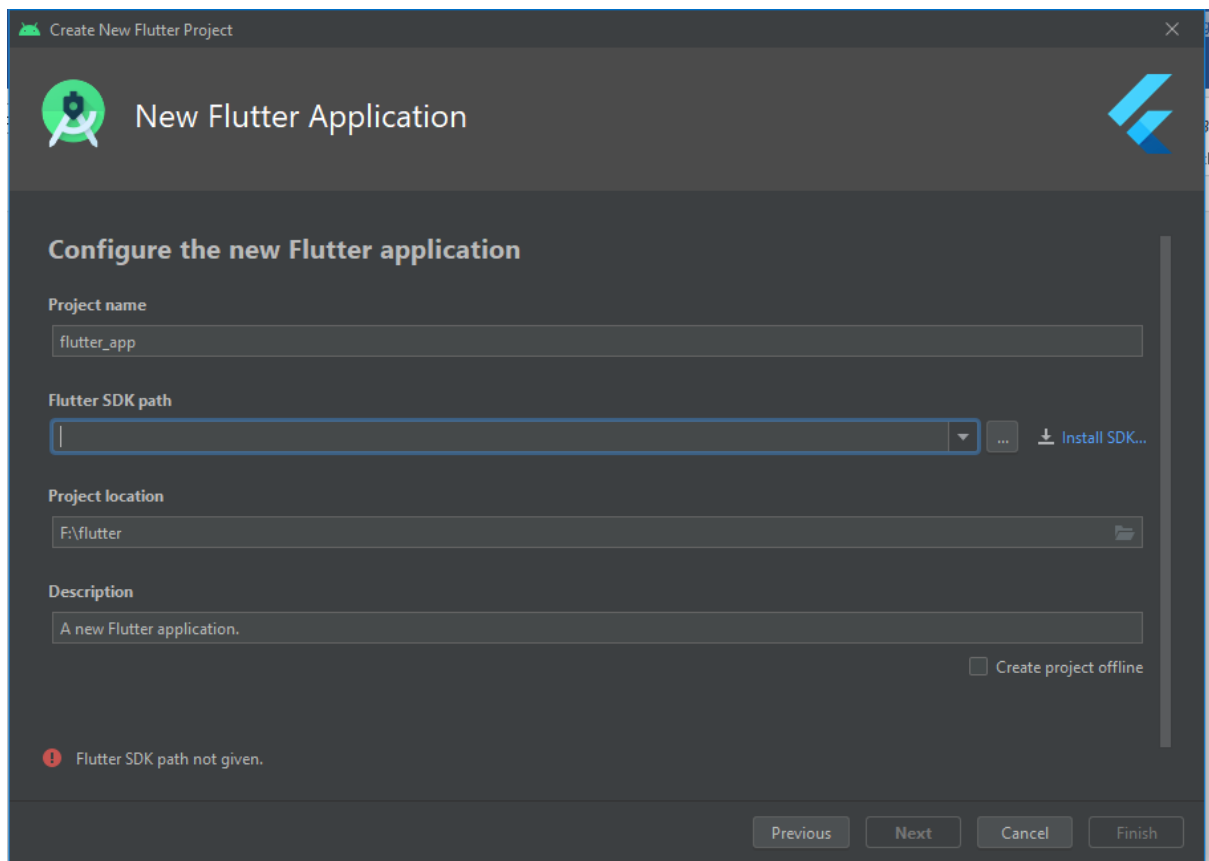 Create New Flutter Project
New Flutter Application
Configure the new Flutter application
Project name
flutter_app
Flutter SDK path
... Install SDK...
Project location
F:\flutter
Description
A new Flutter application.
Create project offline
Flutter SDK path not given.
Previous Next Cancel Finish